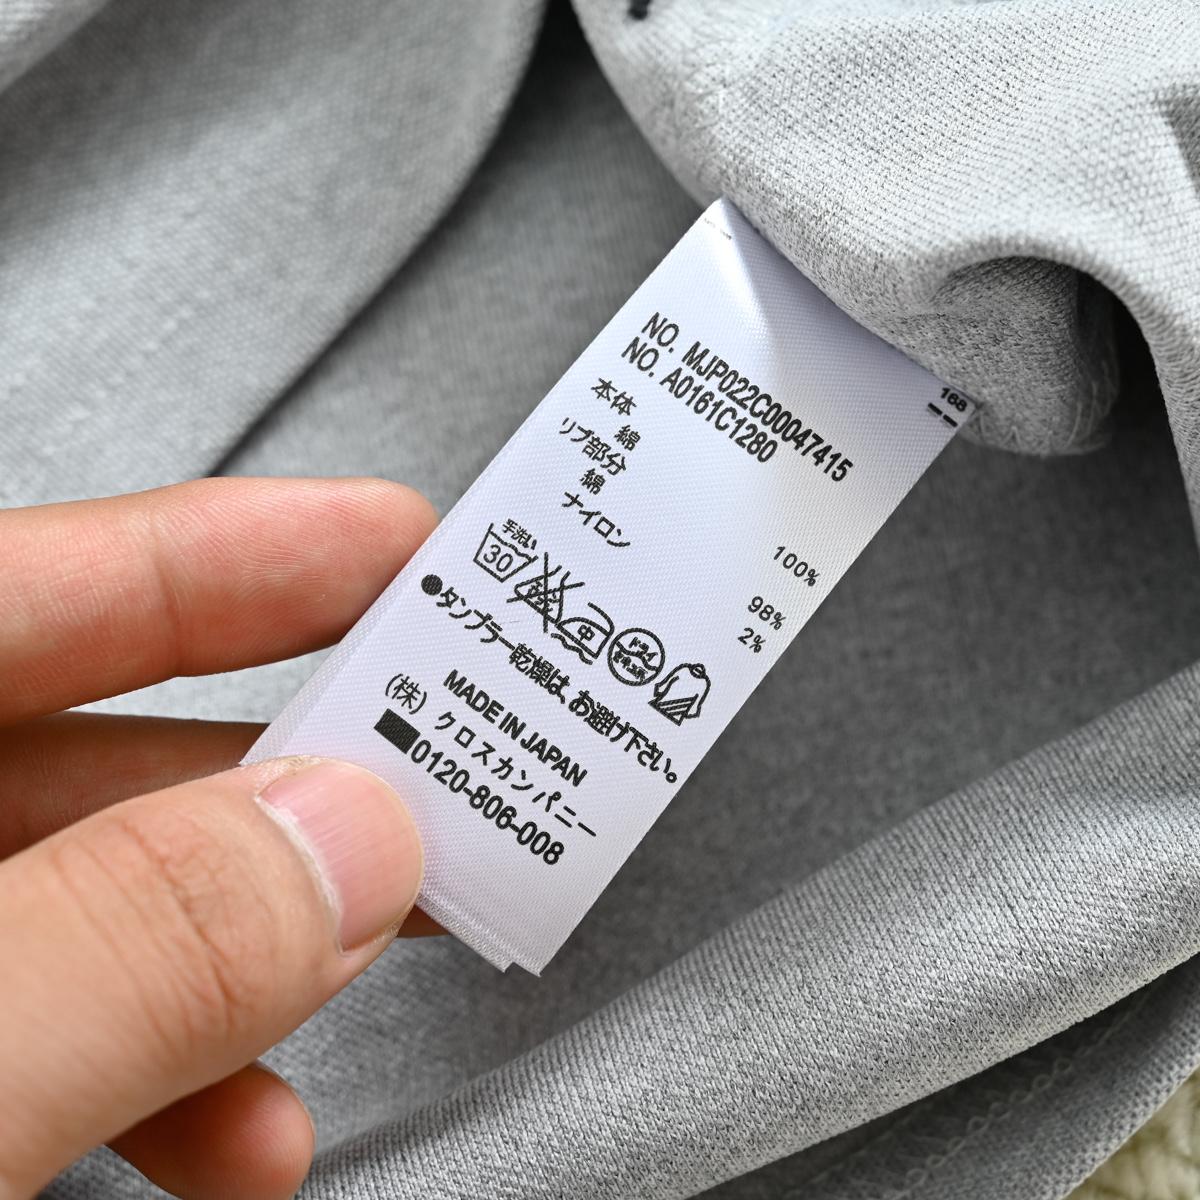 168
NO. MJP022C00047415
NO. A0161C1280
本体
綿 100%
リブ部分
綿 98%
ナイロン 2%
手洗い
30
中
ドライ
●タンブラー乾燥は、お避け下さい。
MADE IN JAPAN
(株) クロスカンパニー
0120-806-008